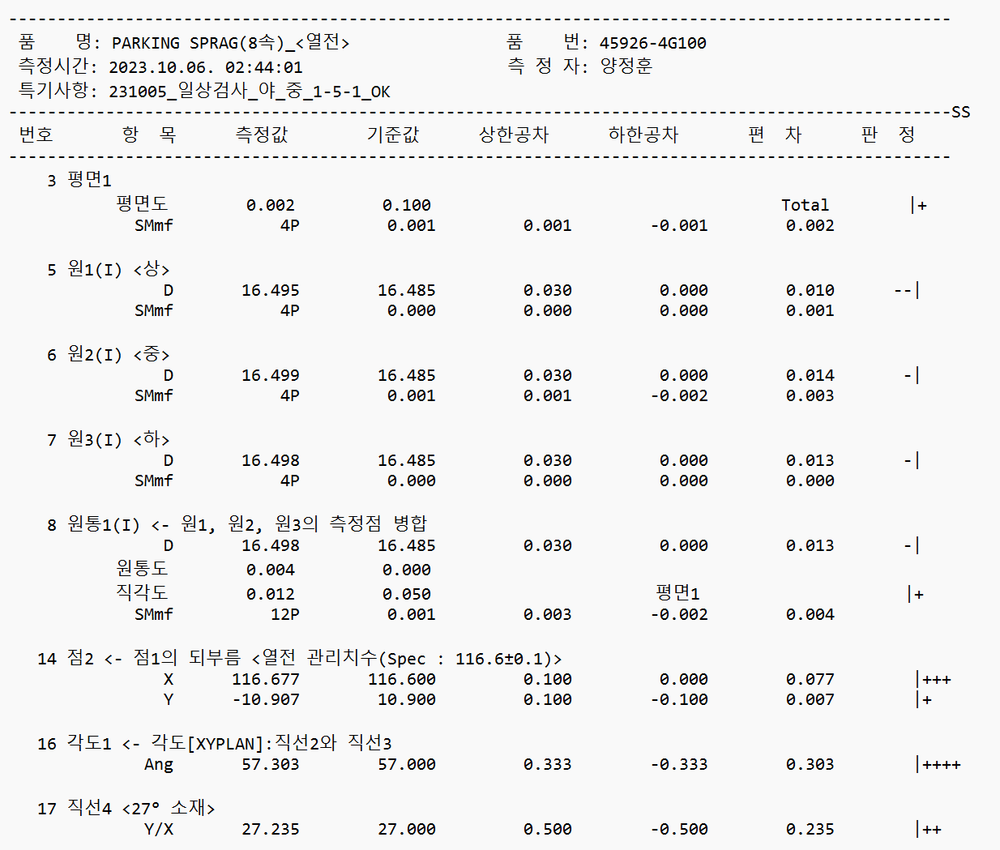 품 명: PARKING SPRAG(8속)_<열전> 품 번: 45926-4G100
측정시간: 2023.10.06. 02:44:01 측 정 자: 양정훈
특기사항: 231005_일상검사_야_중_1-5-1_OK
SS
번호 항 목 측정값 기준값 상한공차 하한공차 편 차 판 정
3 평면1
평면도 0.002 0.100 Total |+
SMmf 4P 0.001 0.001 -0.001 0.002
5 원1(I) <상>
D 16.495 16.485 0.030 0.000 0.010 --|
SMmf 4P 0.000 0.000 0.000 0.001
6 원2(I) <중>
D 16.499 16.485 0.030 0.000 0.014 -|
SMmf 4P 0.001 0.001 -0.002 0.003
7 원3(I) <하>
D 16.498 16.485 0.030 0.000 0.013 -|
SMmf 4P 0.000 0.000 0.000 0.000
8 원통1(I) <- 원1, 원2, 원3의 측정점 병합
D 16.498 16.485 0.030 0.000 0.013 -|
원통도 0.004 0.000
직각도 0.012 0.050 평면1 |+
SMmf 12P 0.001 0.003 -0.002 0.004
14 점2 <- 점1의 되부름 <열전 관리치수(Spec : 116.6±0.1)>
X 116.677 116.600 0.100 0.000 0.077 |+++
Y -10.907 10.900 0.100 -0.100 0.007 |+
16 각도1 <- 각도[XYPLAN]:직선2와 직선3
Ang 57.303 57.000 0.333 -0.333 0.303 |++++
17 직선4 <27° 소재>
Y/X 27.235 27.000 0.500 -0.500 0.235 |++